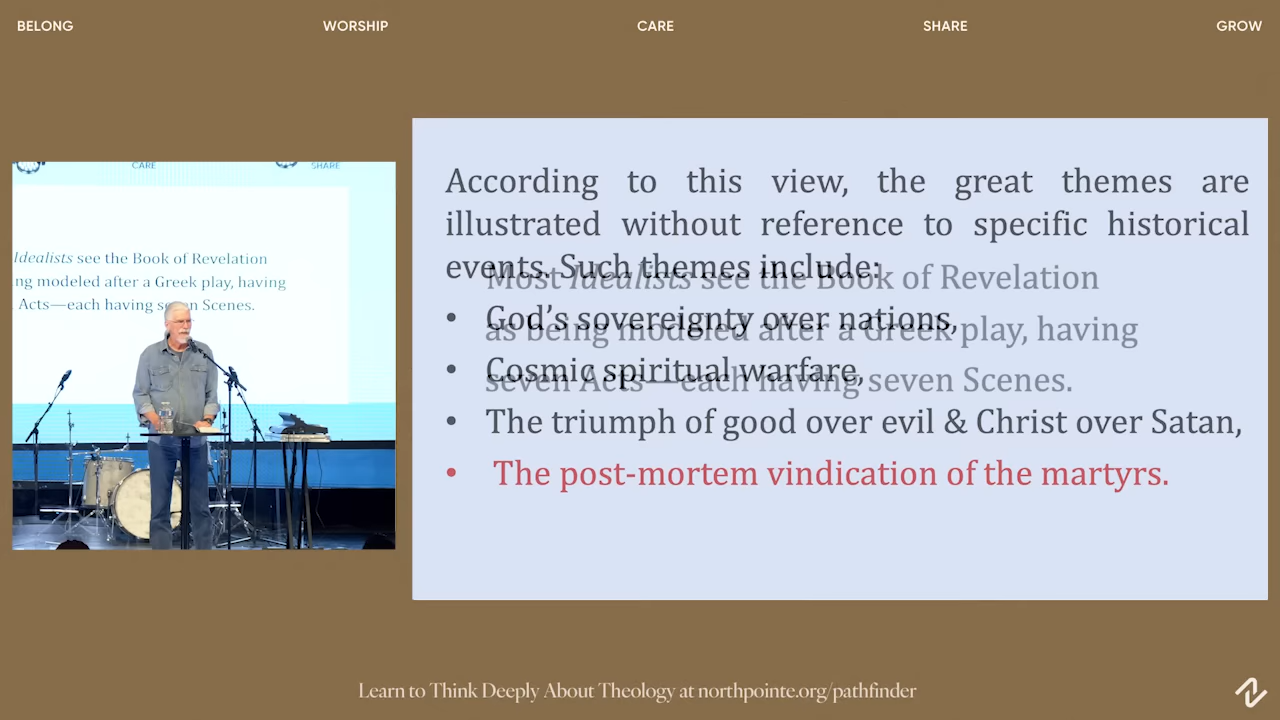 BELONG WORSHIP CARE SHARE GROW
CARE SHARE
Idealists see the Book of Revelation
ng modeled after a Greek play, having
Acts—each having seven Scenes.
According to this view, the great themes are
illustrated without reference to specific historical
events. Such themes include:
• God's sovereignty over nations,
• Cosmic spiritual warfare,
• The triumph of good over evil & Christ over Satan,
• The post-mortem vindication of the martyrs.
Most Idealists see the Book of Revelation
as being modeled after a Greek play, having
seven Acts—each having seven Scenes.
Learn to Think Deeply About Theology at northpointe.org/pathfinder